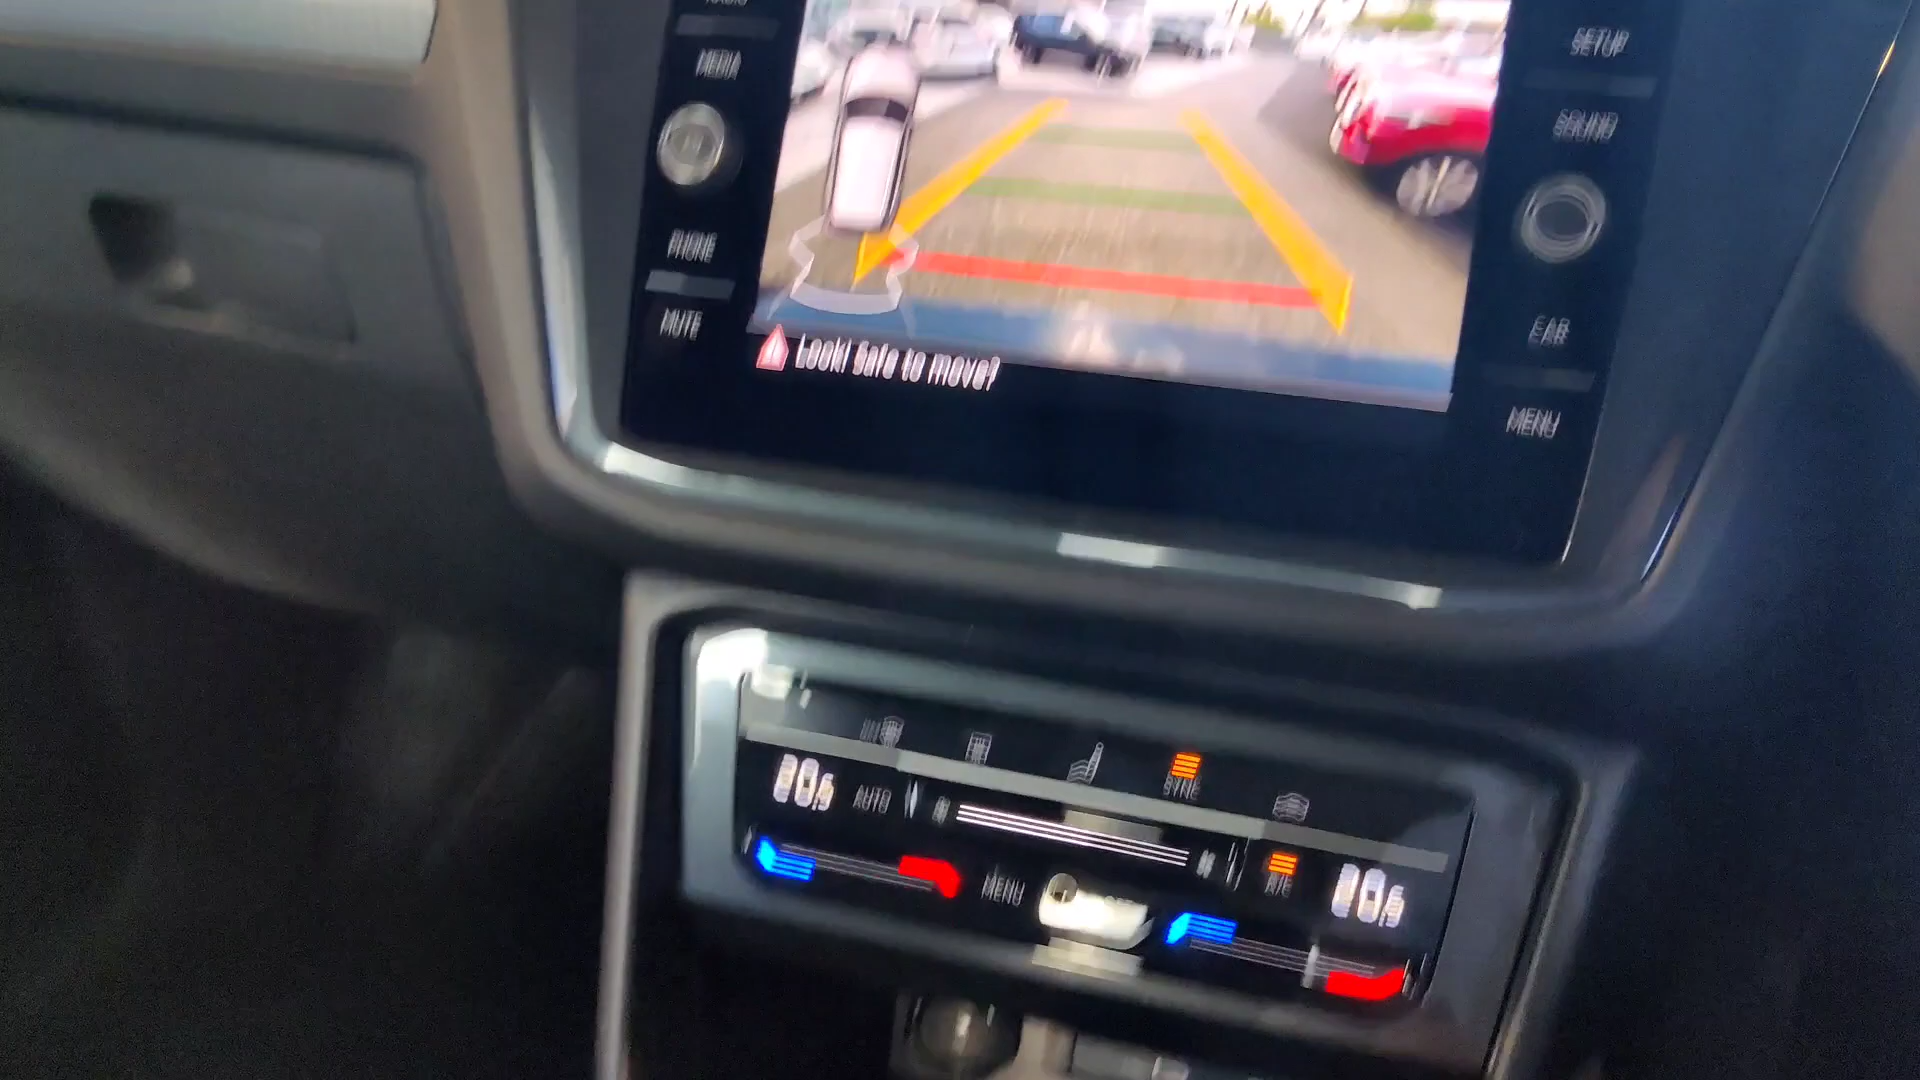 MEDIA
PHONE
MUTE
SETUP
SOUND
CAR
MENU
Look! Safe to move?
SYNC
AUTO
MENU
A/C